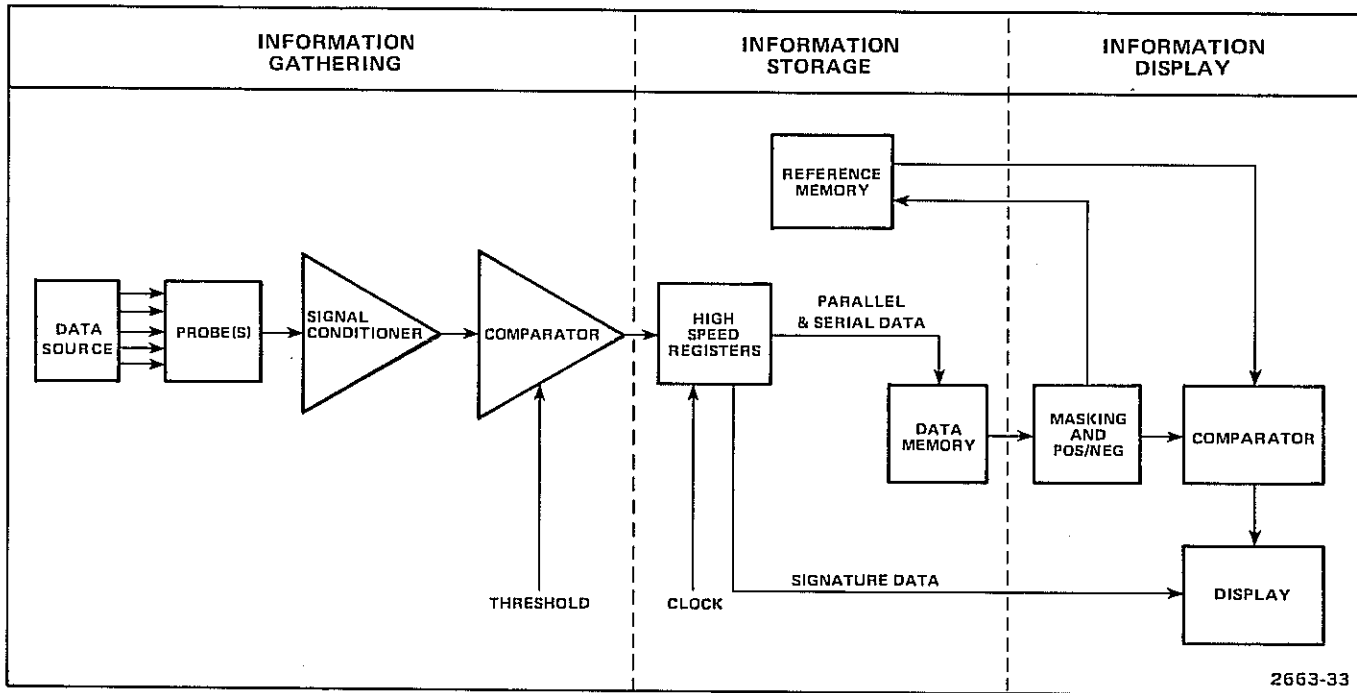 INFORMATION
GATHERING
INFORMATION
STORAGE
INFORMATION
DISPLAY
REFERENCE
MEMORY
DATA
SOURCE
PROBE(S)
SIGNAL
CONDITIONER
COMPARATOR
HIGH
SPEED
REGISTERS
PARALLEL
& SERIAL DATA
DATA
MEMORY
MASKING
AND
POS/NEG
COMPARATOR
THRESHOLD
CLOCK
SIGNATURE DATA
DISPLAY
2663-33